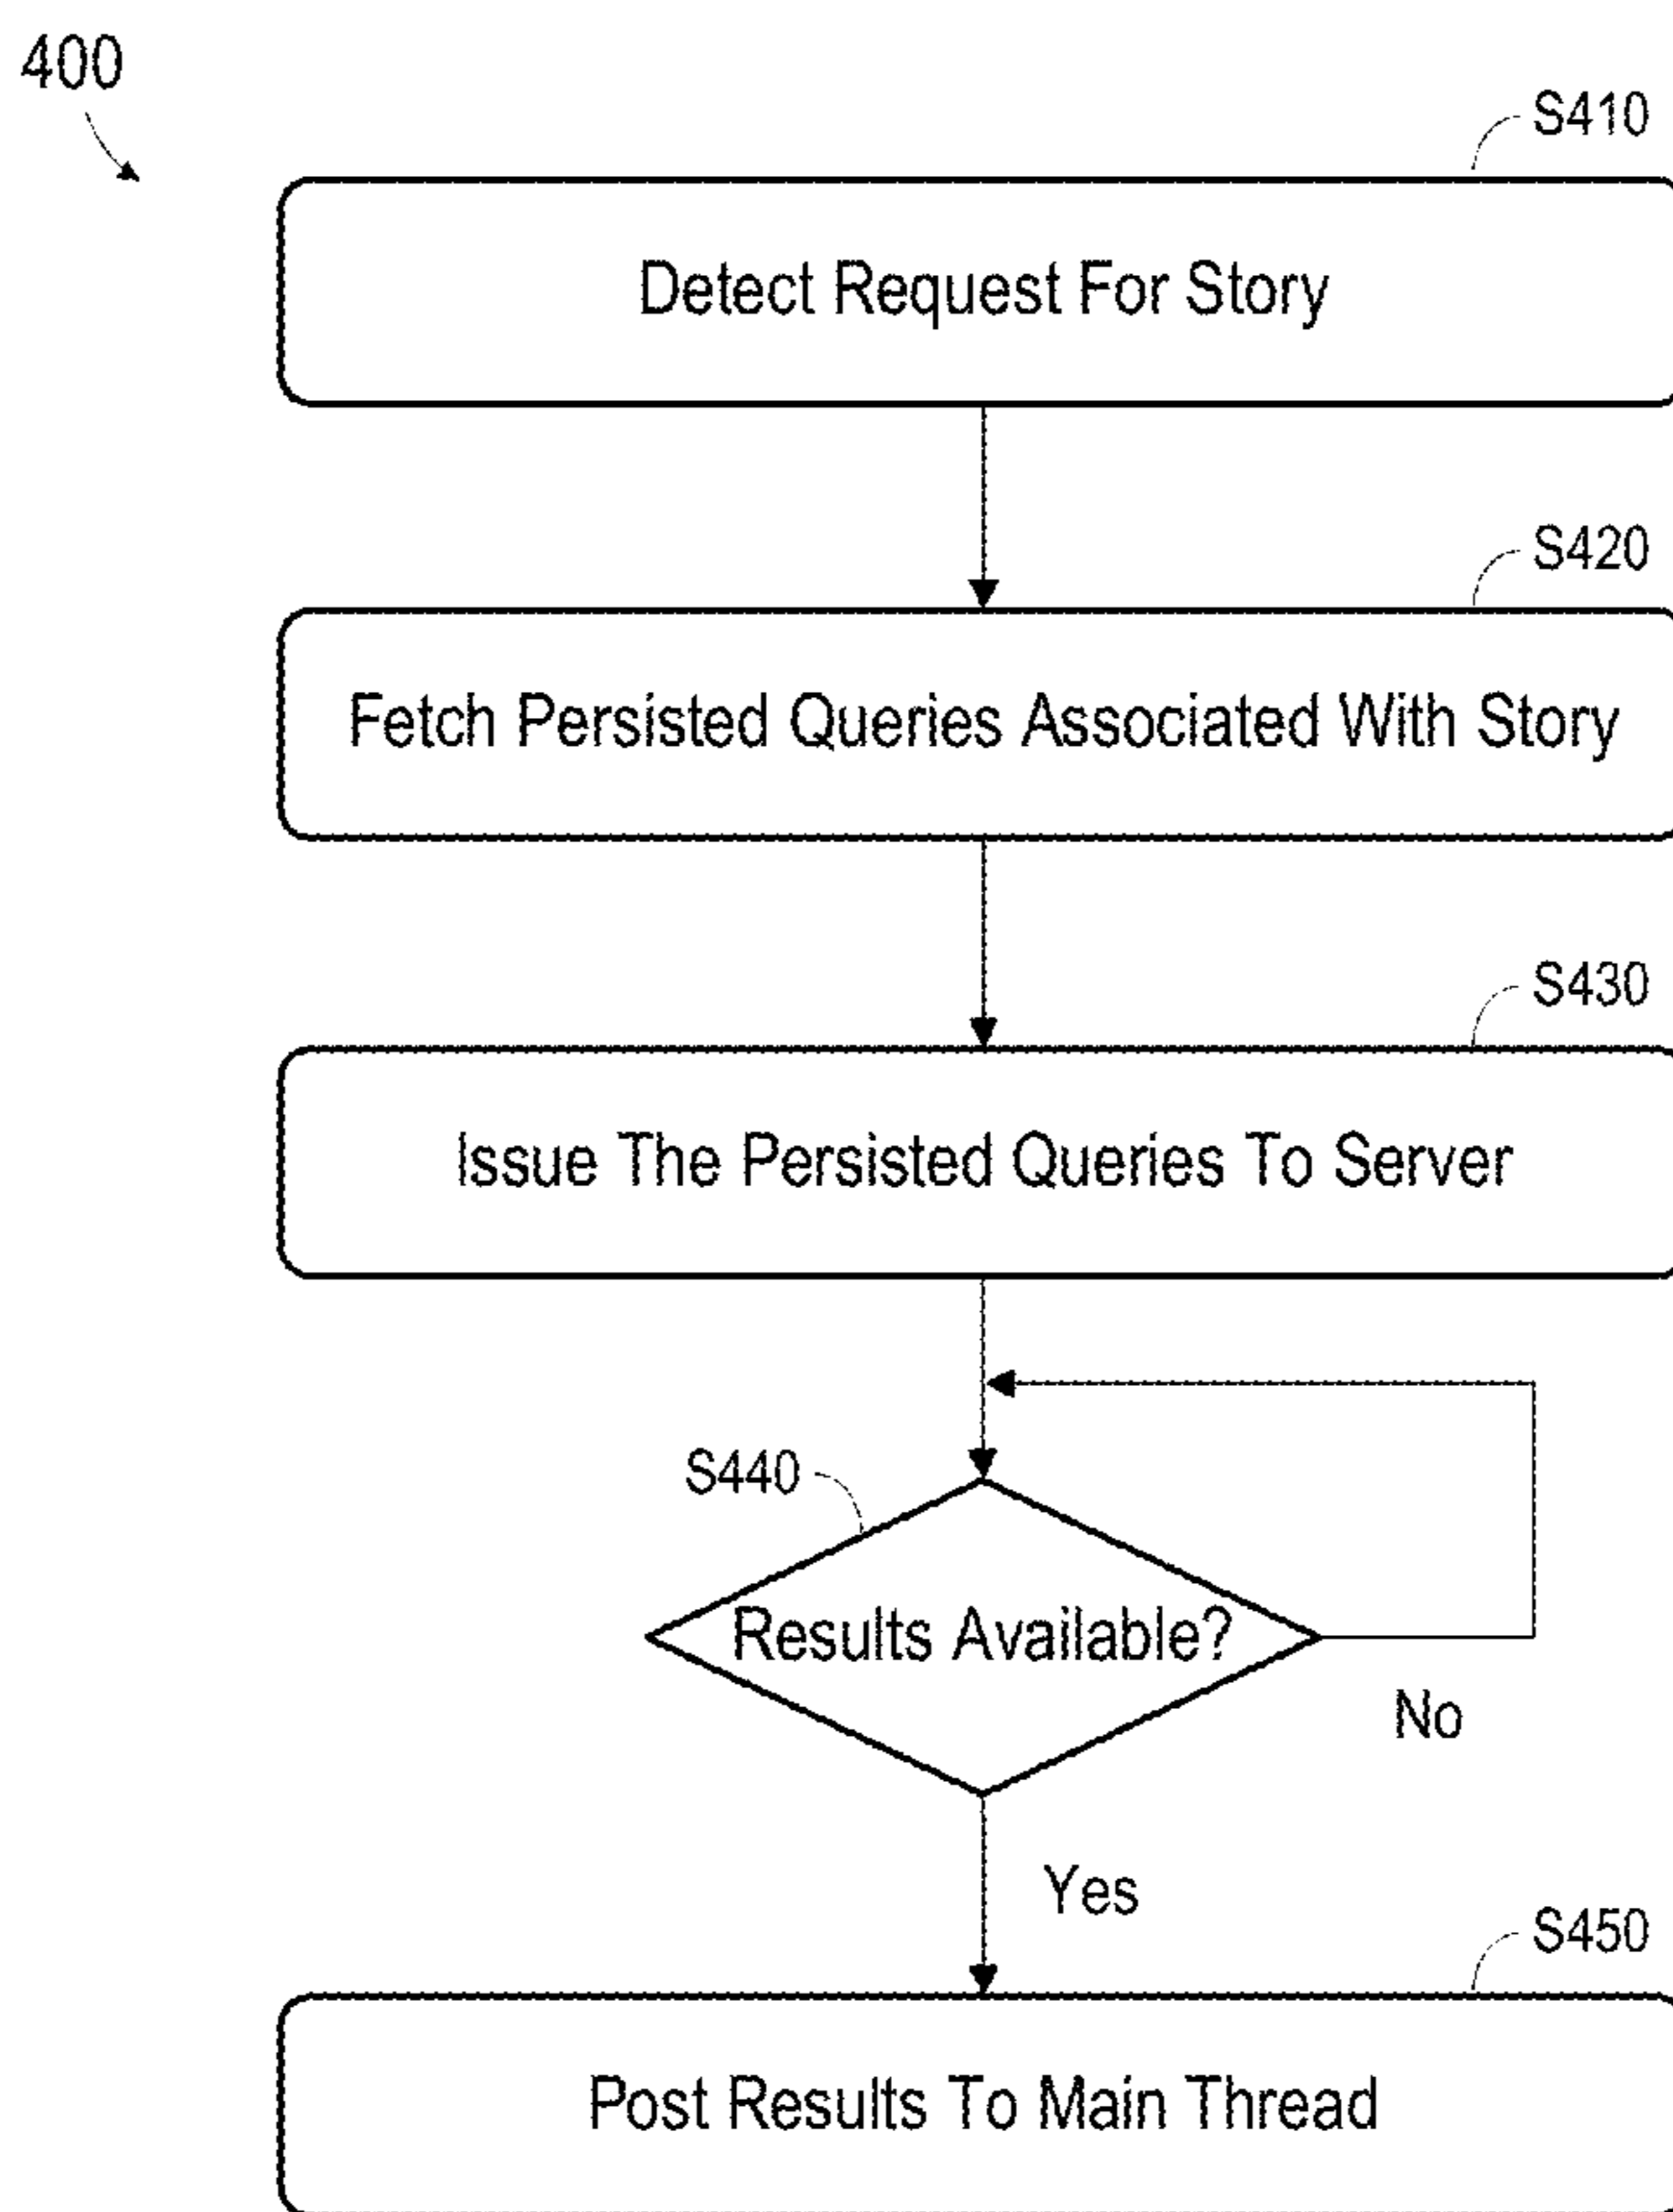 400
S410
Detect Request For Story
S420
Fetch Persisted Queries Associated With Story
S430
Issue The Persisted Queries To Server
S440
Results Available?
No
Yes
S450
Post Results To Main Thread